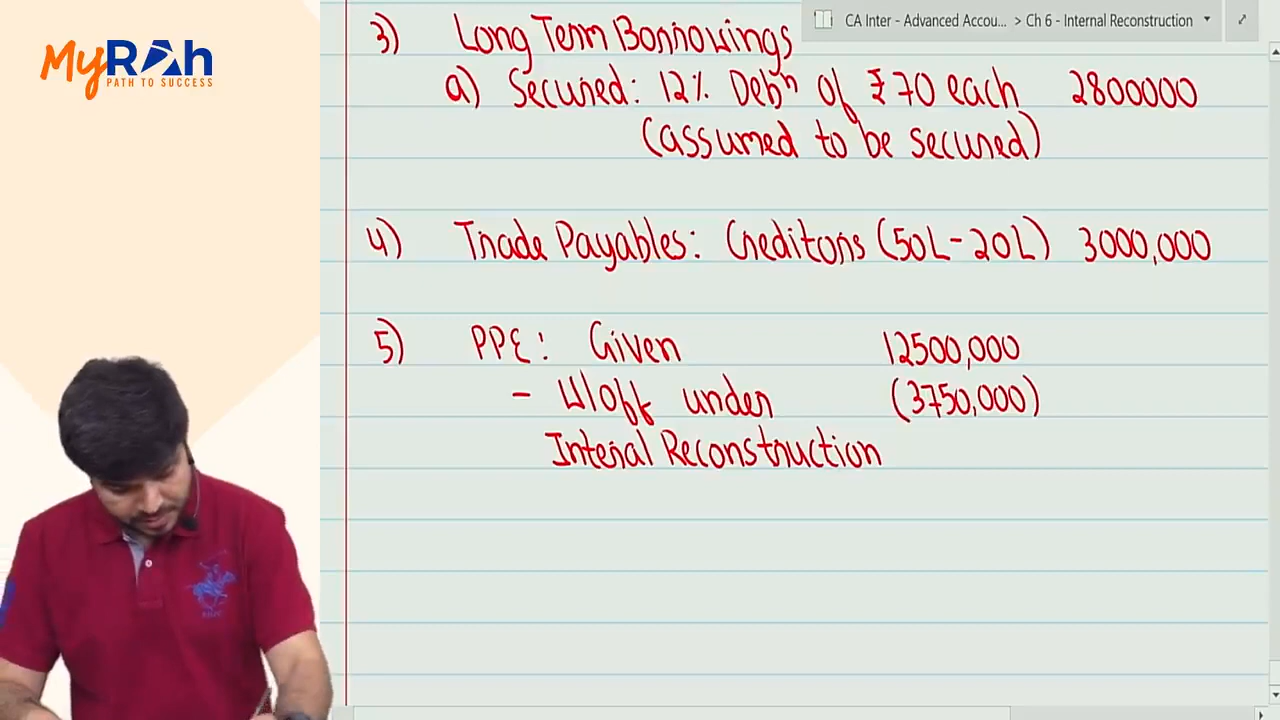 MyRAh
PATH TO SUCCESS
CA Inter - Advanced Accou... > Ch 6 - Internal Reconstruction
3) Long Term Borrowings
a) Secured: 12% Debn of ₹70 each 2800000
(assumed to be secured)
4) Trade Payables: Creditors (50L-20L) 3000,000
5) PPE: Given 12500,000
- W/off under (3750,000)
Internal Reconstruction